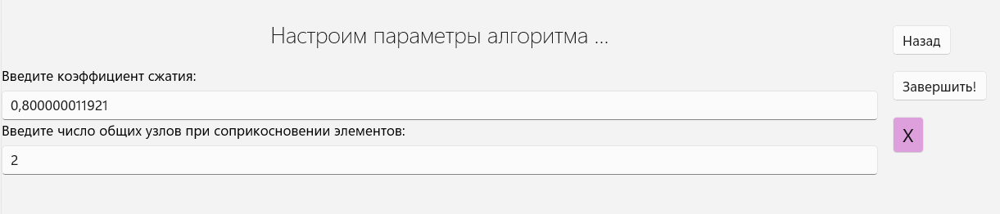 Настроим параметры алгоритма ...
Назад
Введите коэффициент сжатия:
Завершить!
0,800000011921
Введите число общих узлов при соприкосновении элементов:
X
2